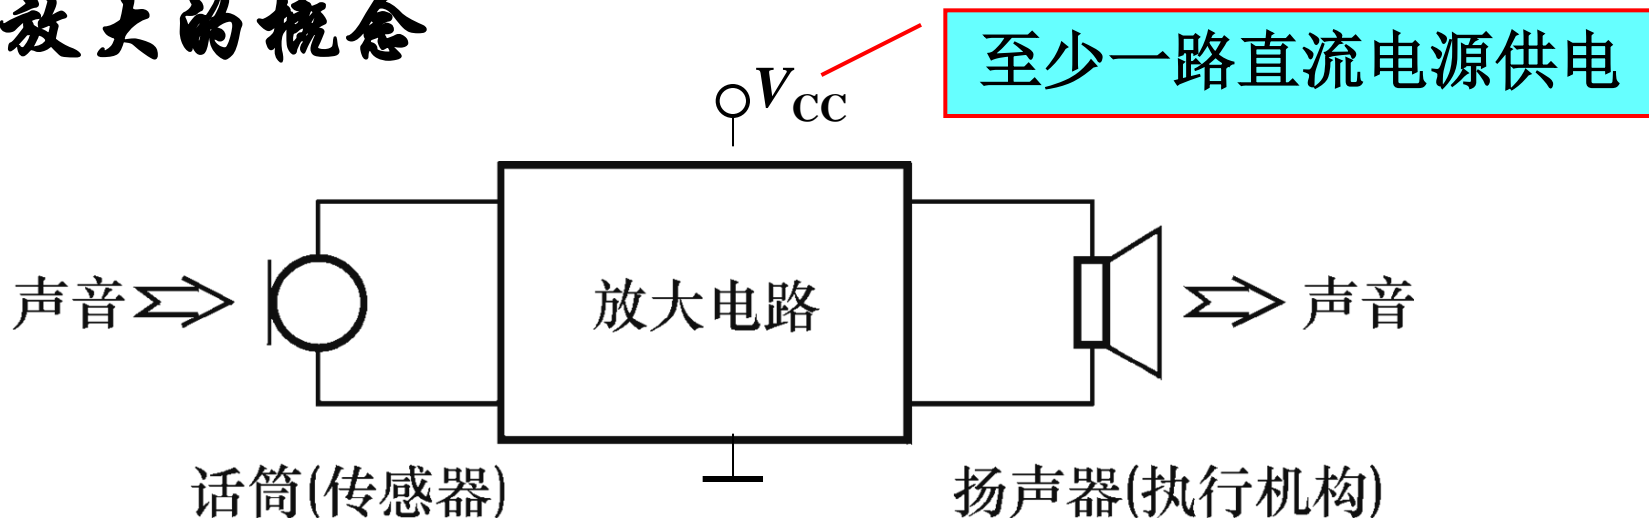 放大的概念
至少一路直流电源供电
VCC
声音
放大电路
声音
话筒(传感器)
扬声器(执行机构)